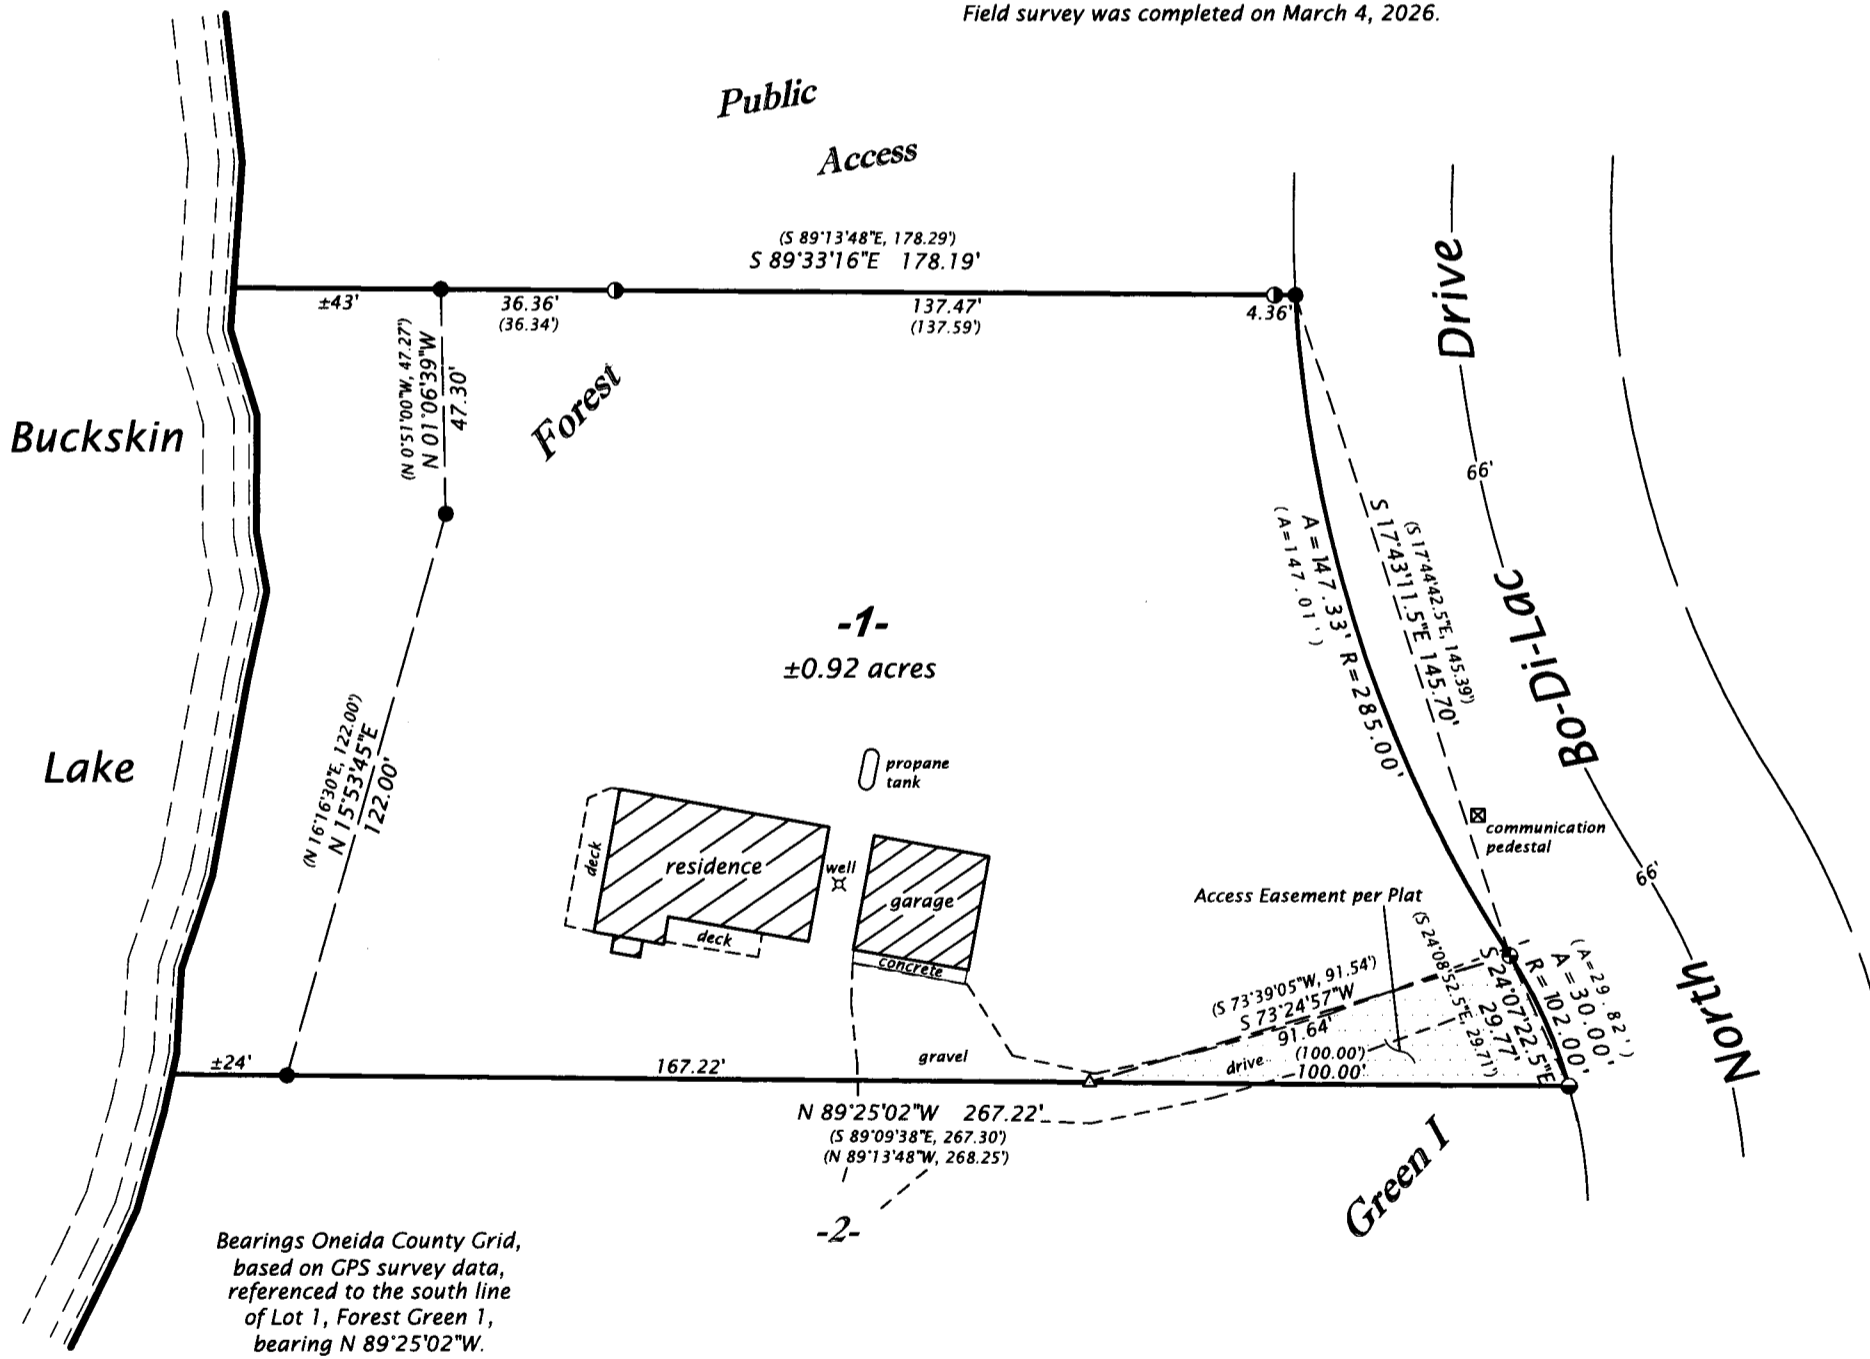 Field survey was completed on March 4, 2026.
Public
Access
(S 89°13'48"E, 178.29')
S 89°33'16"E 178.19'
±43'
36.36'
(36.34')
137.47'
(137.59')
4.36'
(N 0°51'00"W, 47.27')
N 01°06'39"W
47.30'
Forest
Buckskin
Lake
Drive
66'
Bo-Di-Lac
66'
North
(A=147.01')
A=147.33' R=285.00'
(S 17°44'42.5"E, 145.39')
S 17°43'11.5"E 145.70'
-1-
±0.92 acres
(N 16°16'30"E, 122.00')
N 15°53'45"E
122.00'
propane
tank
communication
pedestal
deck
residence
well
garage
deck
concrete
Access Easement per Plat
(S 24°08'52.5"E, 29.71')
S 24°07'22.5"E
29.77'
(A=29.82')
A=30.00'
R=102.00'
(S 73°39'05"W, 91.54')
S 73°24'57"W
91.64'
(100.00')
100.00'
drive
gravel
±24'
167.22'
N 89°25'02"W 267.22'
(S 89°09'38"E, 267.30')
(N 89°13'48"W, 268.25')
-2-
Green I
Bearings Oneida County Grid,
based on GPS survey data,
referenced to the south line
of Lot 1, Forest Green 1,
bearing N 89°25'02"W.